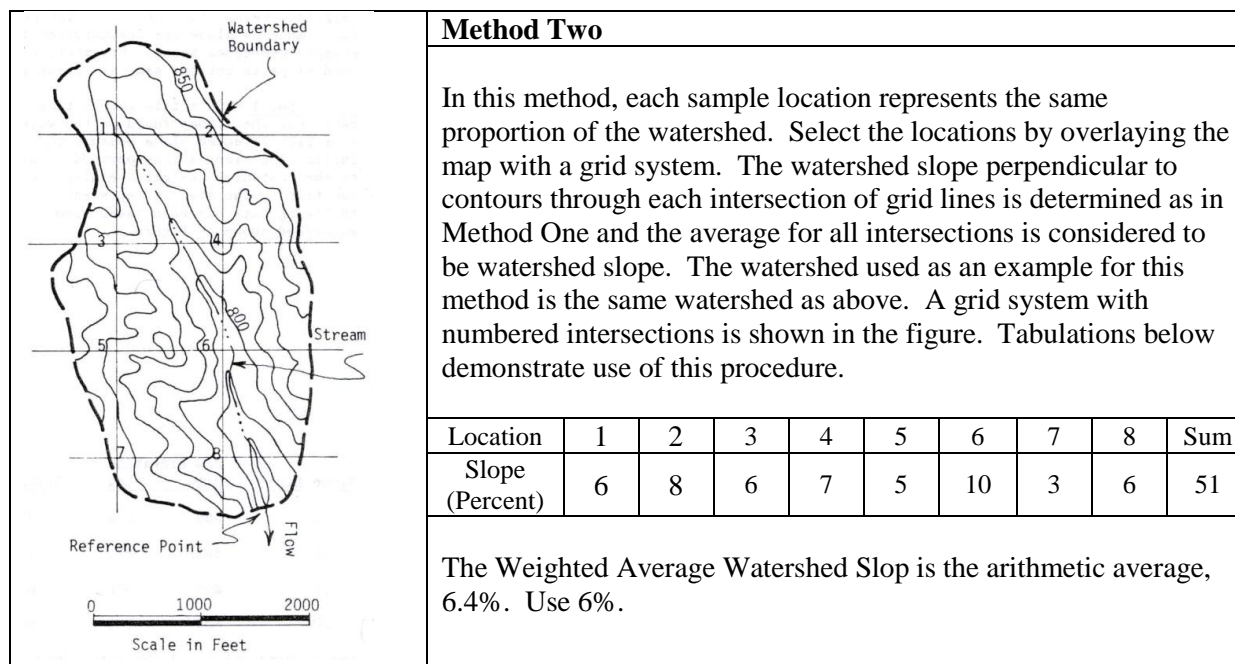 Watershed
Boundary
850
1
2
3
4
800
Stream
5
6
7
8
Reference Point
Flow
0 1000 2000
Scale in Feet
Method Two
In this method, each sample location represents the same
proportion of the watershed. Select the locations by overlaying the
map with a grid system. The watershed slope perpendicular to
contours through each intersection of grid lines is determined as in
Method One and the average for all intersections is considered to
be watershed slope. The watershed used as an example for this
method is the same watershed as above. A grid system with
numbered intersections is shown in the figure. Tabulations below
demonstrate use of this procedure.
Location 1 2 3 4 5 6 7 8 Sum
Slope
(Percent) 6 8 6 7 5 10 3 6 51
The Weighted Average Watershed Slop is the arithmetic average,
6.4%. Use 6%.